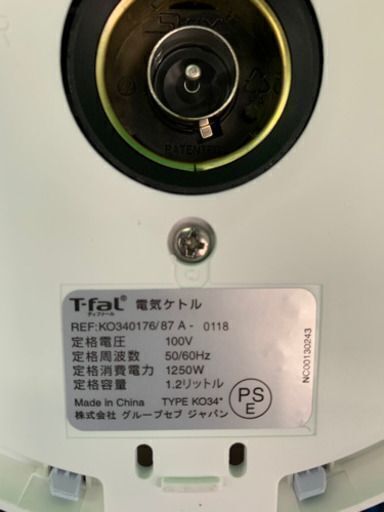 PATENTED
T-faL 電気ケトル
ティファール
REF:KO340176/87 A - 0118
定格電圧 100V
定格周波数 50/60Hz
定格消費電力 1250W
定格容量 1.2リットル
Made in China TYPE KO34*
株式会社 グループセブ ジャパン
PS
E
NC00130243